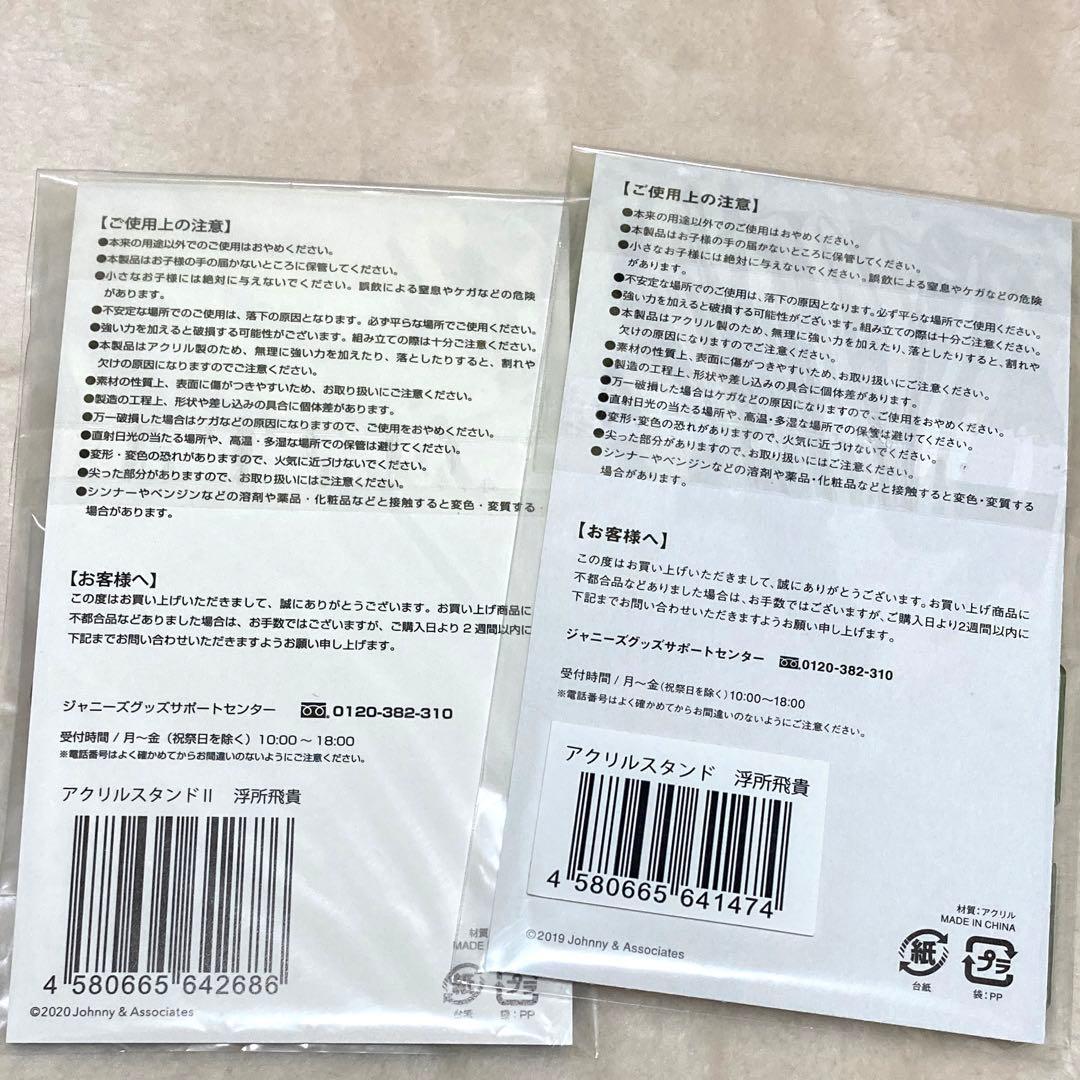 【ご使用上の注意】
●本来の用途以外でのご使用はおやめください。
●本製品はお子様の手の届かないところに保管してください。
●小さなお子様には絶対に与えないでください。誤飲による窒息やケガなどの危険
があります。
●不安定な場所でのご使用は、落下の原因となります。必ず平らな場所でご使用ください。
●強い力を加えると破損する可能性がございます。組み立ての際は十分ご注意ください。
●本製品はアクリル製のため、無理に強い力を加えたり、落としたりすると、割れや
欠けの原因になりますのでご注意ください。
●素材の性質上、表面に傷がつきやすいため、お取り扱いにご注意ください。
●製造の工程上、形状や差し込みの具合に個体差があります。
●万一破損した場合はケガなどの原因になりますので、ご使用をおやめください。
●直射日光の当たる場所や、高温・多湿な場所での保管は避けてください。
●変形・変色の恐れがありますので、火気に近づけないでください。
●尖った部分がありますので、お取り扱いにはご注意ください。
●シンナーやベンジンなどの溶剤や薬品・化粧品などと接触すると変色・変質する
場合があります。
【お客様へ】
この度はお買い上げいただきまして、誠にありがとうございます。お買い上げ商品に
不都合品などありました場合は、お手数ではございますが、ご購入日より2週間以内に
下記までお問い合わせいただきますようお願い申し上げます。
ジャニーズグッズサポートセンター 0120-382-310
受付時間 / 月～金（祝祭日を除く）10:00～18:00
※電話番号はよく確かめてからお間違いのないようにご注意ください。
アクリルスタンドⅡ 浮所飛貴
4 580665 642686
©2020 Johnny & Associates
材質
MADE
紙
台紙
プラ
袋：PP
【ご使用上の注意】
●本来の用途以外でのご使用はおやめください。
●本製品はお子様の手の届かないところに保管してください。
●小さなお子様には絶対に与えないでください。誤飲による窒息やケガなどの危険
があります。
●不安定な場所でのご使用は、落下の原因となります。必ず平らな場所でご使用ください。
●強い力を加えると破損する可能性がございます。組み立ての際は十分ご注意ください。
●本製品はアクリル製のため、無理に強い力を加えたり、落としたりすると、割れや
欠けの原因になりますのでご注意ください。
●素材の性質上、表面に傷がつきやすいため、お取り扱いにご注意ください。
●製造の工程上、形状や差し込みの具合に個体差があります。
●万一破損した場合はケガなどの原因になりますので、ご使用をおやめください。
●直射日光の当たる場所や、高温・多湿な場所での保管は避けてください。
●変形・変色の恐れがありますので、火気に近づけないでください。
●尖った部分がありますので、お取り扱いにはご注意ください。
●シンナーやベンジンなどの溶剤や薬品・化粧品などと接触すると変色・変質する
場合があります。
【お客様へ】
この度はお買い上げいただきまして、誠にありがとうございます。お買い上げ商品に
不都合品などありました場合は、お手数ではございますが、ご購入日より2週間以内に
下記までお問い合わせいただきますようお願い申し上げます。
ジャニーズグッズサポートセンター 0120-382-310
受付時間 / 月～金（祝祭日を除く）10:00～18:00
※電話番号はよく確かめてからお間違いのないようにご注意ください。
アクリルスタンド 浮所飛貴
4 580665 641474
©2019 Johnny & Associates
材質：アクリル
MADE IN CHINA
紙
台紙
プラ
袋：PP